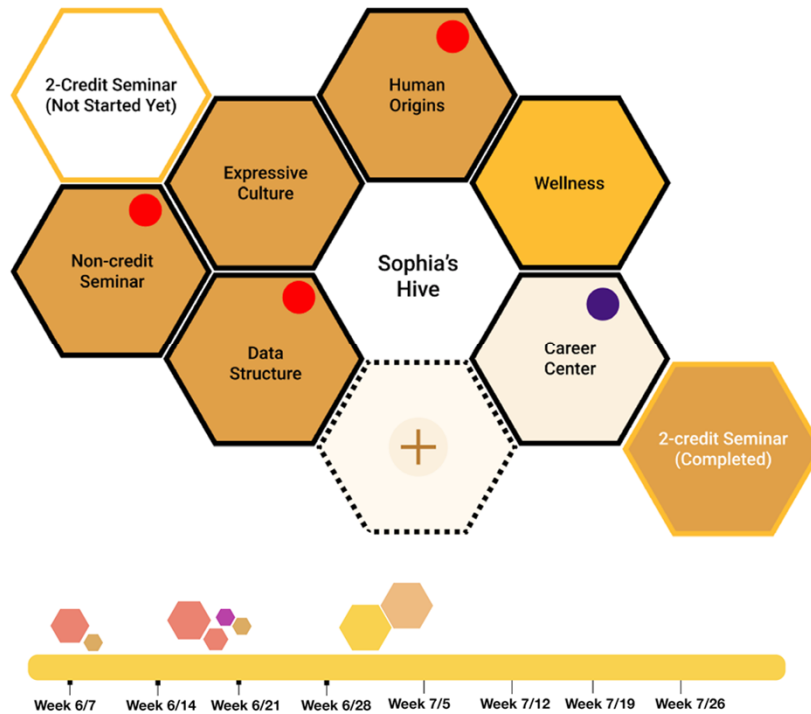 2-Credit Seminar
(Not Started Yet)
Human
Origins
Expressive
Culture
Wellness
Non-credit
Seminar
Sophia's
Hive
Data
Structure
Career
Center
2-credit Seminar
(Completed)
Week 6/7
Week 6/14
Week 6/21
Week 6/28
Week 7/5
Week 7/12
Week 7/19
Week 7/26